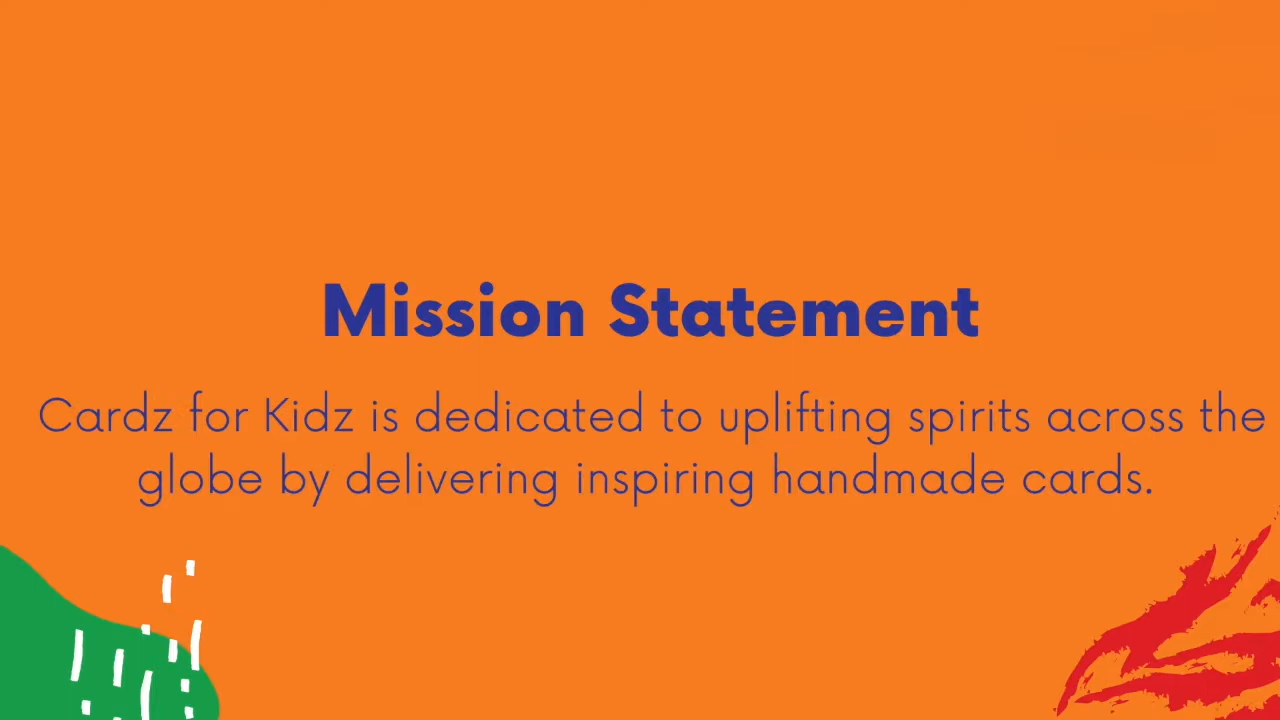 Mission Statement
Cardz for Kidz is dedicated to uplifting spirits across the
globe by delivering inspiring handmade cards.